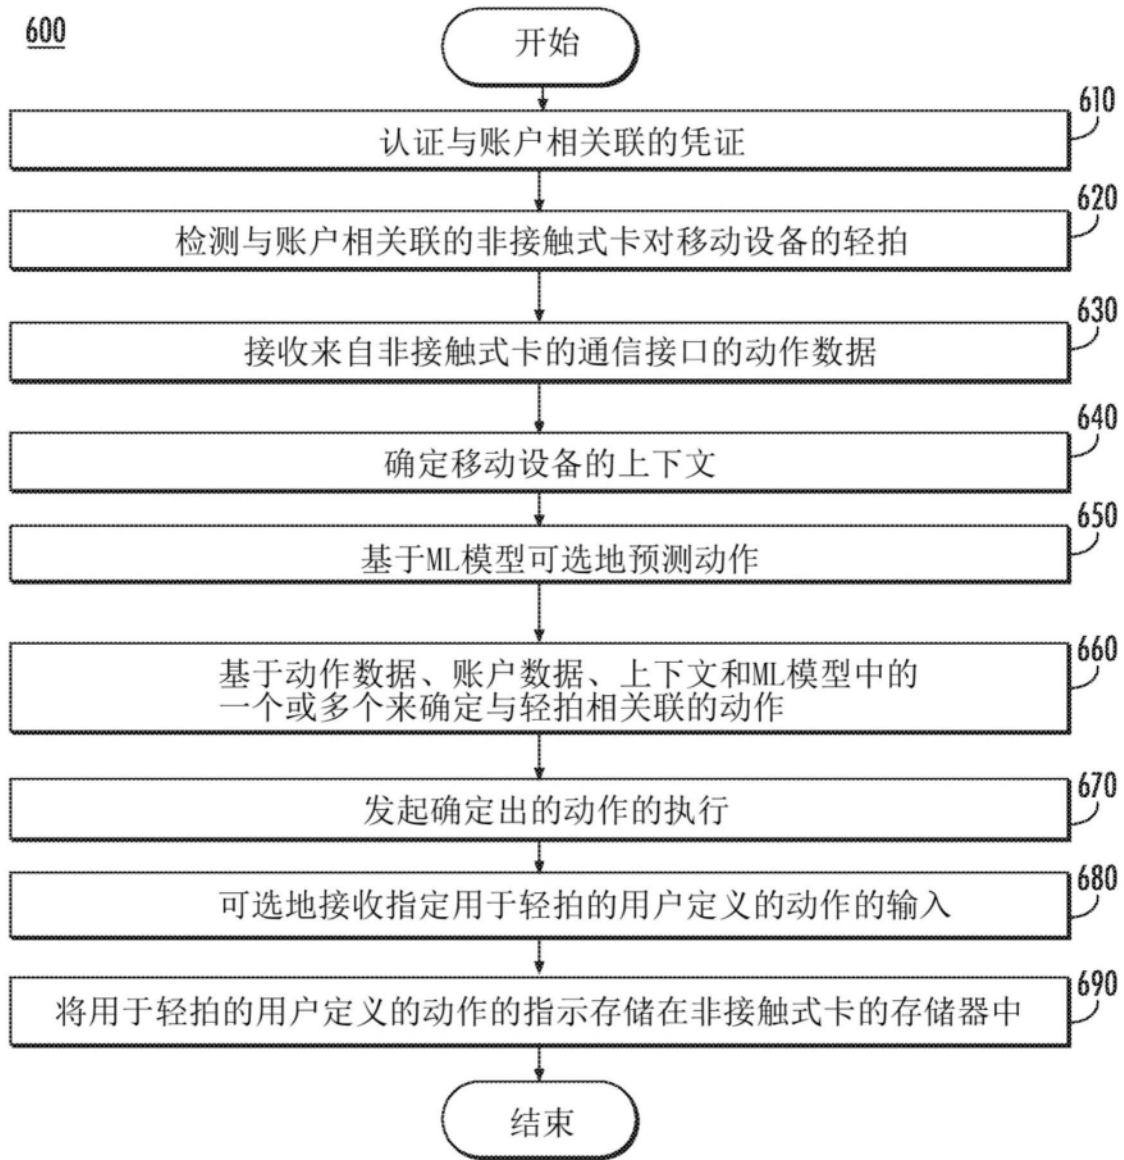 600
开始
610
认证与账户相关联的凭证
620
检测与账户相关联的非接触式卡对移动设备的轻拍
630
接收来自非接触式卡的通信接口的动作数据
640
确定移动设备的上下文
650
基于ML模型可选地预测动作
660
基于动作数据、账户数据、上下文和ML模型中的
一个或多个来确定与轻拍相关联的动作
670
发起确定出的动作的执行
680
可选地接收指定用于轻拍的用户定义的动作的输入
690
将用于轻拍的用户定义的动作的指示存储在非接触式卡的存储器中
结束